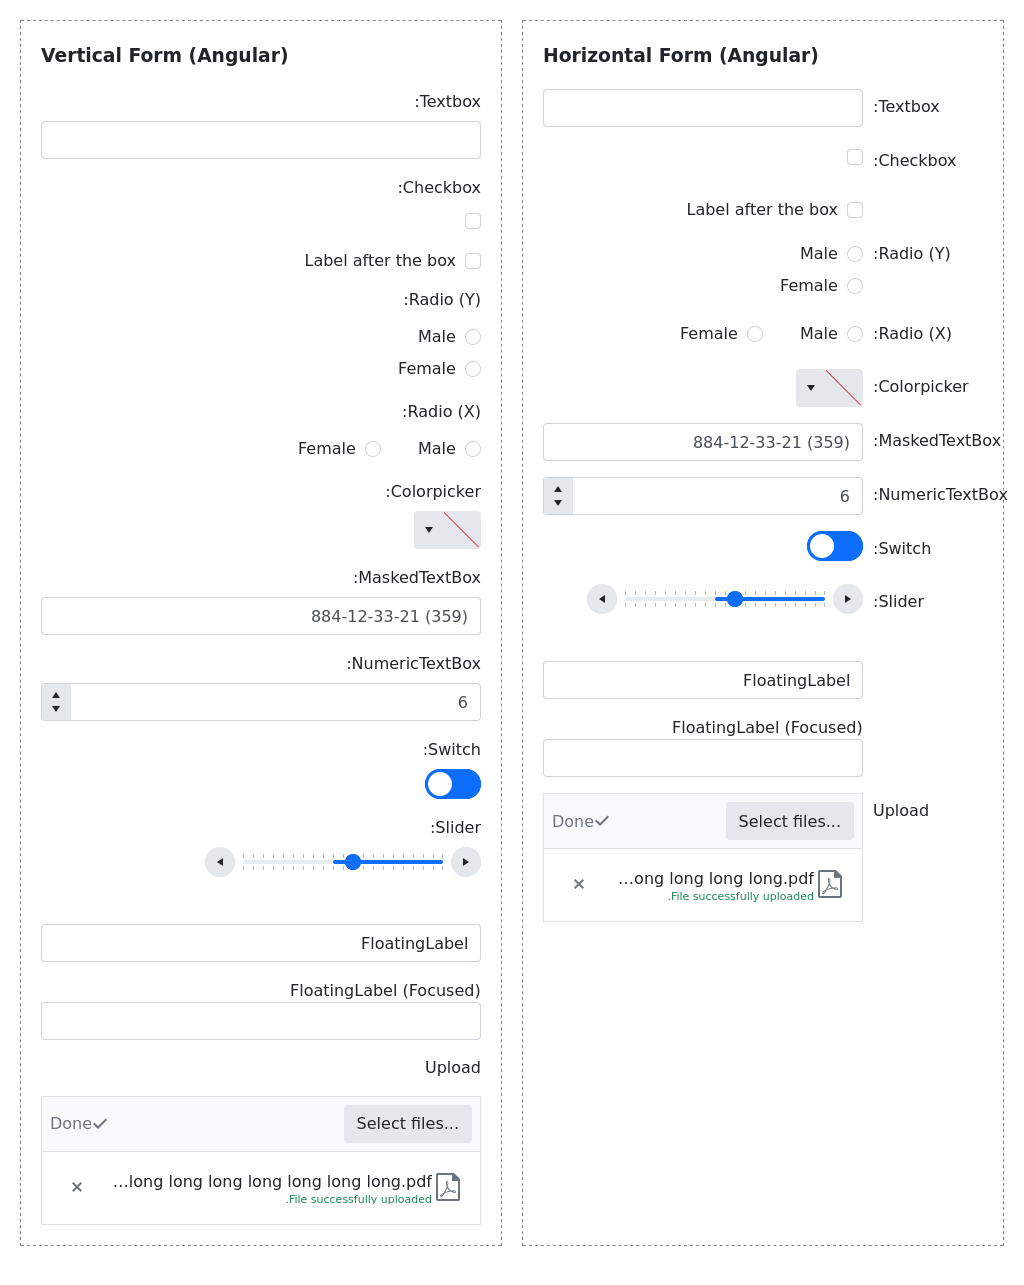 Vertical Form (Angular)
:Textbox
:Checkbox
Label after the box
:Radio (Y)
Male
Female
:Radio (X)
Female Male
:Colorpicker
:MaskedTextBox
884-12-33-21 (359)
:NumericTextBox
6
:Switch
:Slider
FloatingLabel
FloatingLabel (Focused)
Upload
Done Select files...
...long long long long long long long.pdf
.File successfully uploaded
Horizontal Form (Angular)
:Textbox
:Checkbox
Label after the box
Male :Radio (Y)
Female
Female Male :Radio (X)
:Colorpicker
884-12-33-21 (359) :MaskedTextBox
6 :NumericTextBox
:Switch
:Slider
FloatingLabel
FloatingLabel (Focused)
Upload
Done Select files...
...ong long long long.pdf
.File successfully uploaded